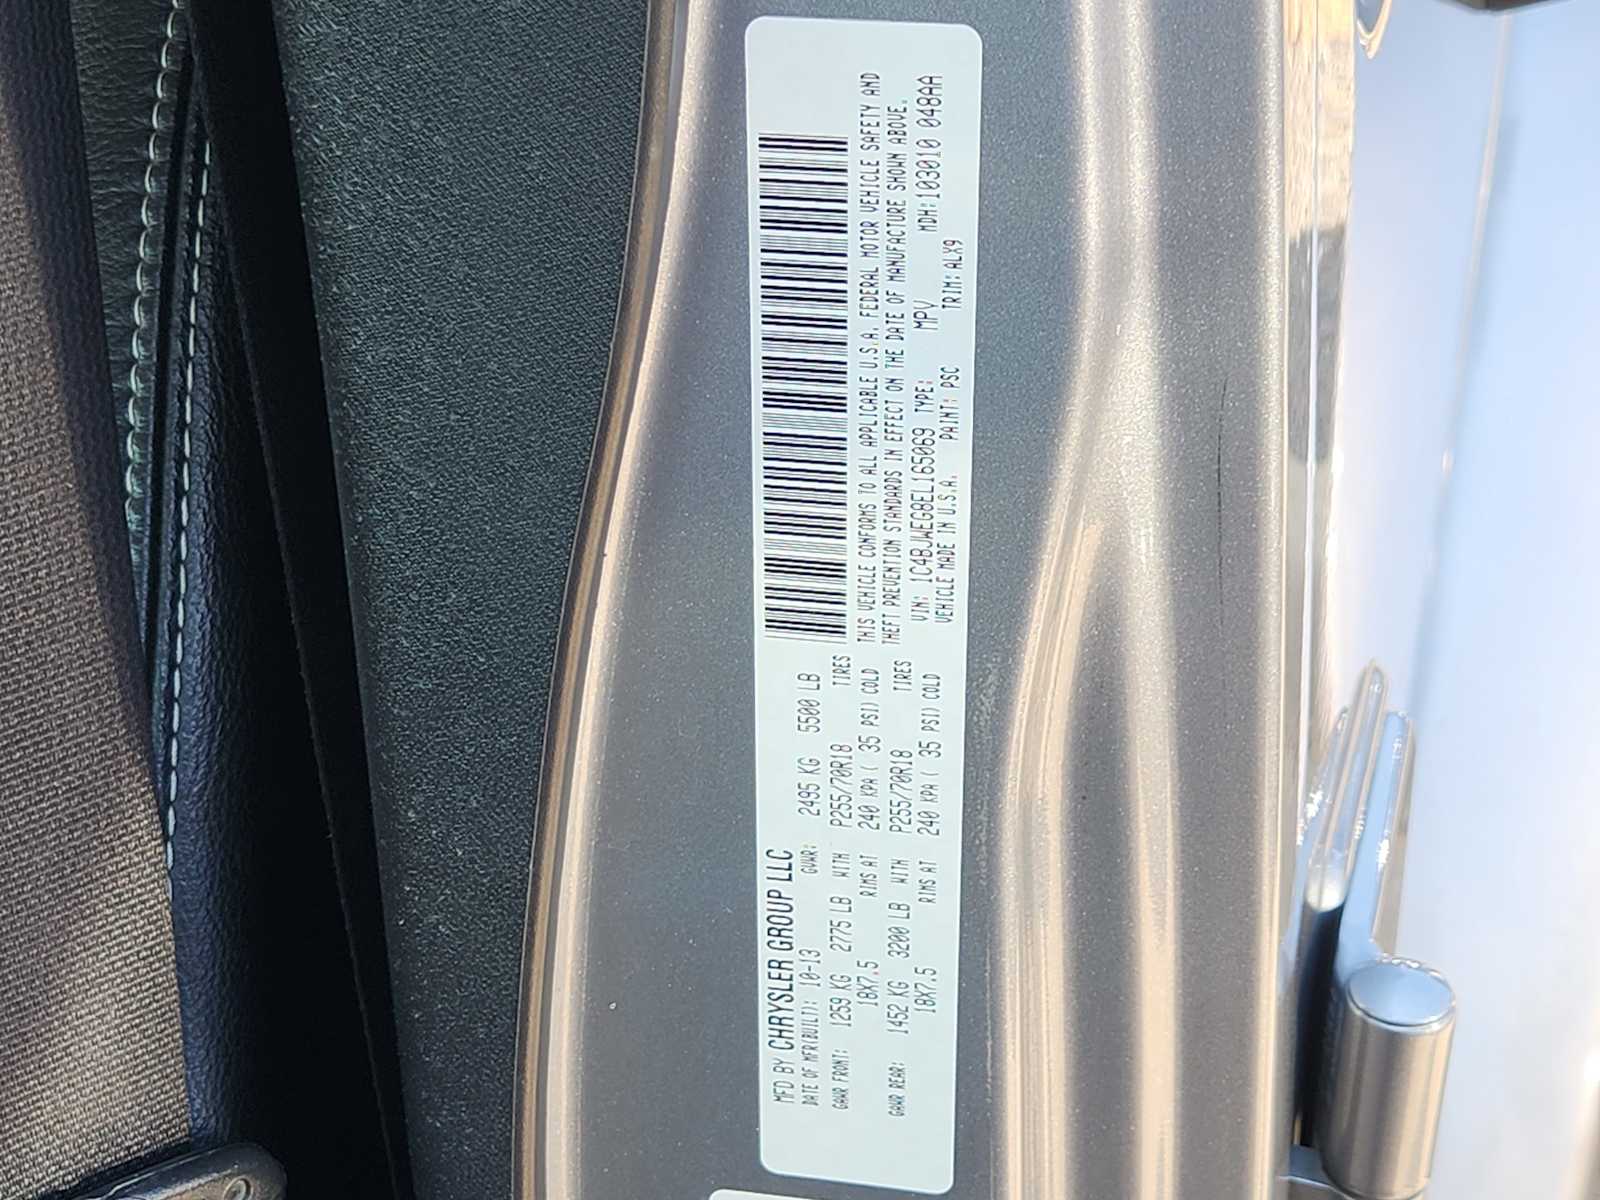 MFD BY CHRYSLER GROUP LLC
DATE OF MFR(BUILT): 10-13 GVWR: 2495 KG 5500 LB
GAWR FRONT: 1259 KG 2775 LB WITH P255/70R18 TIRES
18X7.5 RIMS AT 240 KPA ( 35 PSI) COLD
GAWR REAR: 1452 KG 3200 LB WITH P255/70R18 TIRES
18X7.5 RIMS AT 240 KPA ( 35 PSI) COLD
THIS VEHICLE CONFORMS TO ALL APPLICABLE U.S.A. FEDERAL MOTOR VEHICLE SAFETY AND
THEFT PREVENTION STANDARDS IN EFFECT ON THE DATE OF MANUFACTURE SHOWN ABOVE.
VIN: 1C4BJWEG8EL165069 TYPE: MPV MDH:103010 048AA
VEHICLE MADE IN U.S.A. PAINT: PSC TRIM:ALX9